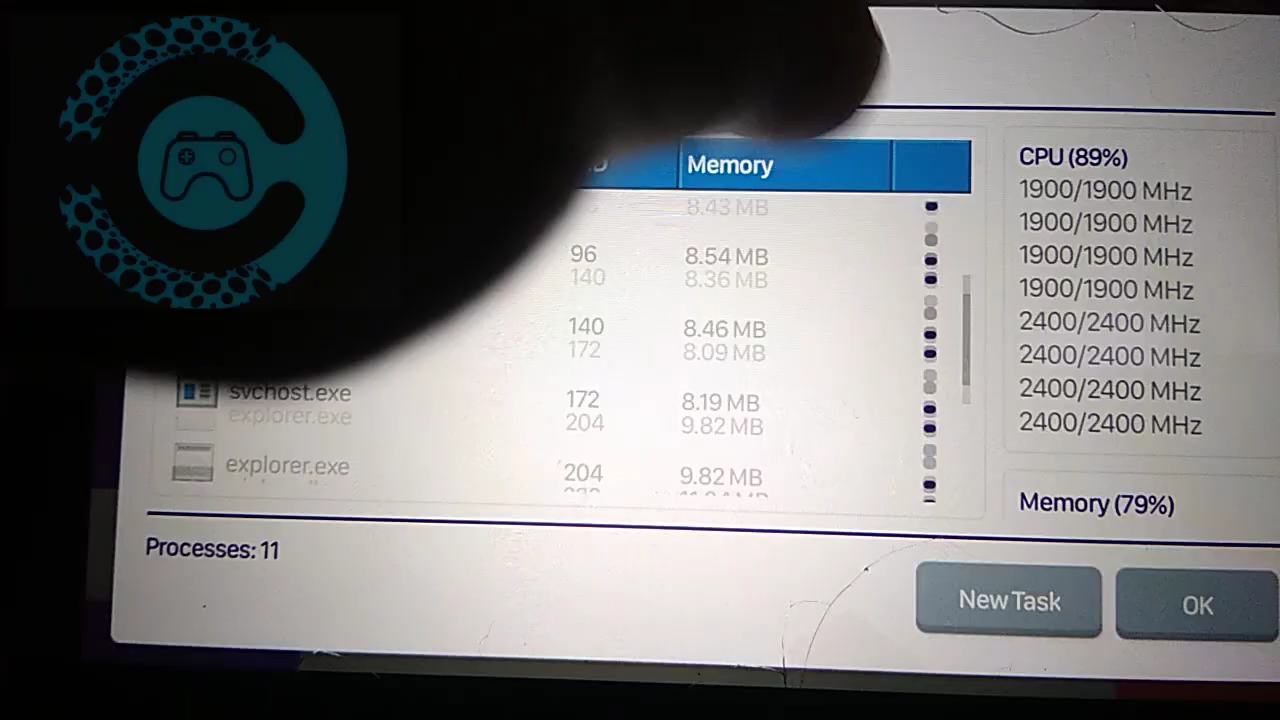 Memory
8.43 MB
96 8.54 MB
140 8.36 MB
140 8.46 MB
172 8.09 MB
svchost.exe 172 8.19 MB
explorer.exe 204 9.82 MB
explorer.exe 204 9.82 MB
Processes: 11
CPU (89%)
1900/1900 MHz
1900/1900 MHz
1900/1900 MHz
1900/1900 MHz
2400/2400 MHz
2400/2400 MHz
2400/2400 MHz
2400/2400 MHz
Memory (79%)
New Task
OK